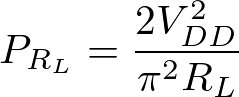 P_{R_L} = \frac{2V_{DD}^2}{\pi^2 R_L}